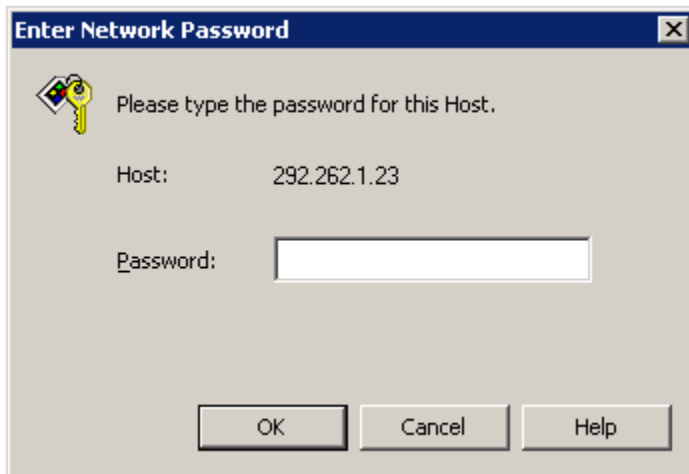 Enter Network Password
Please type the password for this Host.
Host: 292.262.1.23
Password:
OK Cancel Help